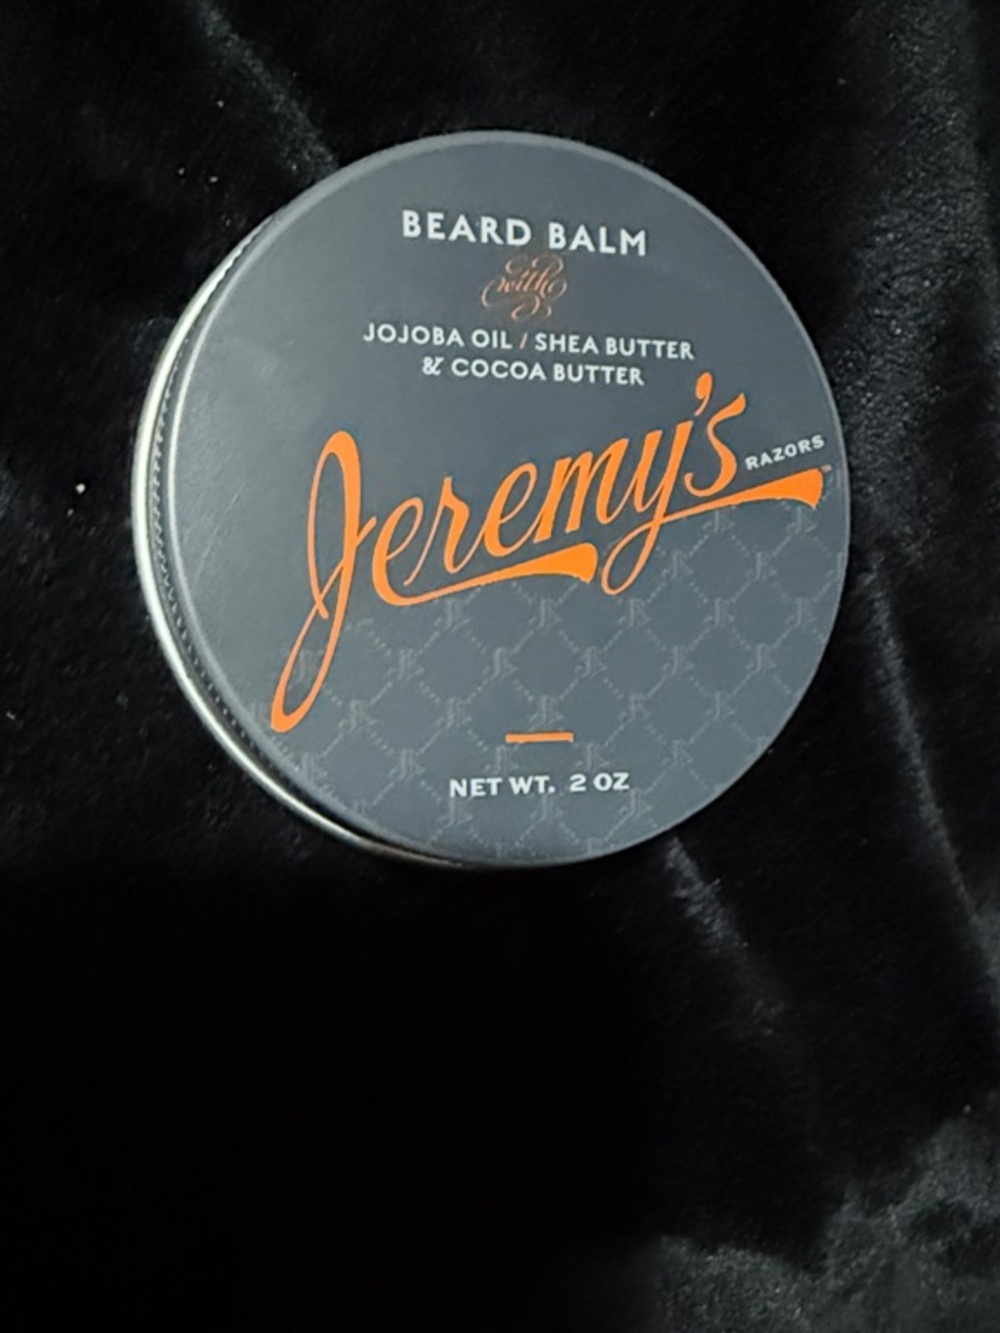 BEARD BALM
with
JOJOBA OIL / SHEA BUTTER
& COCOA BUTTER
Jeremy's
RAZORS
NET WT. 2 OZ